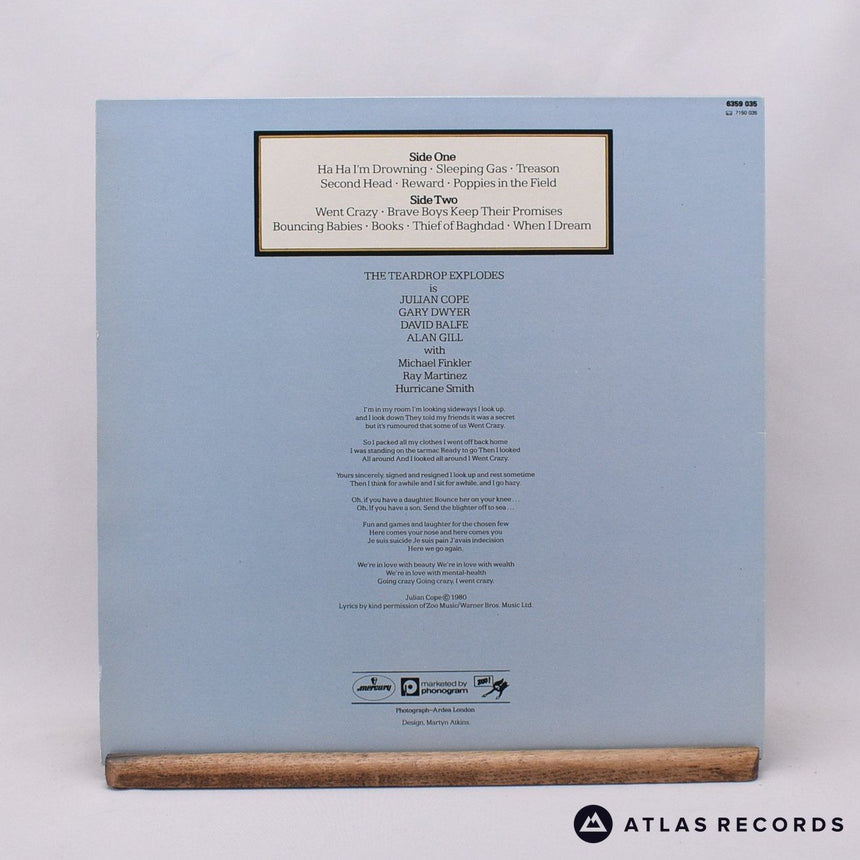 6359 035
7150 035
Side One
Ha Ha I'm Drowning · Sleeping Gas · Treason
Second Head · Reward · Poppies in the Field
Side Two
Went Crazy · Brave Boys Keep Their Promises
Bouncing Babies · Books · Thief of Baghdad · When I Dream
THE TEARDROP EXPLODES
is
JULIAN COPE
GARY DWYER
DAVID BALFE
ALAN GILL
with
Michael Finkler
Ray Martinez
Hurricane Smith
I'm in my room I'm looking sideways I look up,
and I look down They told my friends it was a secret
but it's rumoured that some of us Went Crazy.
So I packed all my clothes I went off back home
I was standing on the tarmac Ready to go Then I looked
All around And I looked all around I Went Crazy.
Yours sincerely, signed and resigned I look up and rest sometime
Then I think for awhile and I sit for awhile, and I go hazy.
Oh, if you have a daughter, Bounce her on your knee...
Oh, If you have a son, Send the blighter off to sea...
Fun and games and laughter for the chosen few
Here comes your nose and here comes you
Je suis suicide Je suis pain J'avais indecision
Here we go again.
We're in love with beauty We're in love with wealth
We're in love with mental-health
Going crazy Going crazy, I went crazy.
Julian Cope © 1980
Lyrics by kind permission of Zoo Music/Warner Bros. Music Ltd
mercury
marketed by
phonogram
zoo!
Photograph-Ardea London
Design, Martyn Atkins.
ATLAS RECORDS